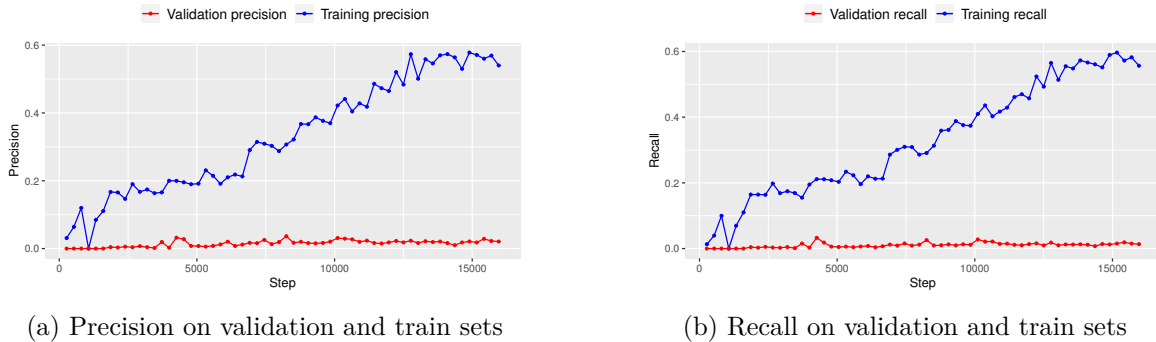 Validation precision Training precision
0.6
0.4
0.2
0.0
Precision
0 5000 10000 15000
Step
(a) Precision on validation and train sets
Validation recall Training recall
0.6
0.4
0.2
0.0
Recall
0 5000 10000 15000
Step
(b) Recall on validation and train sets